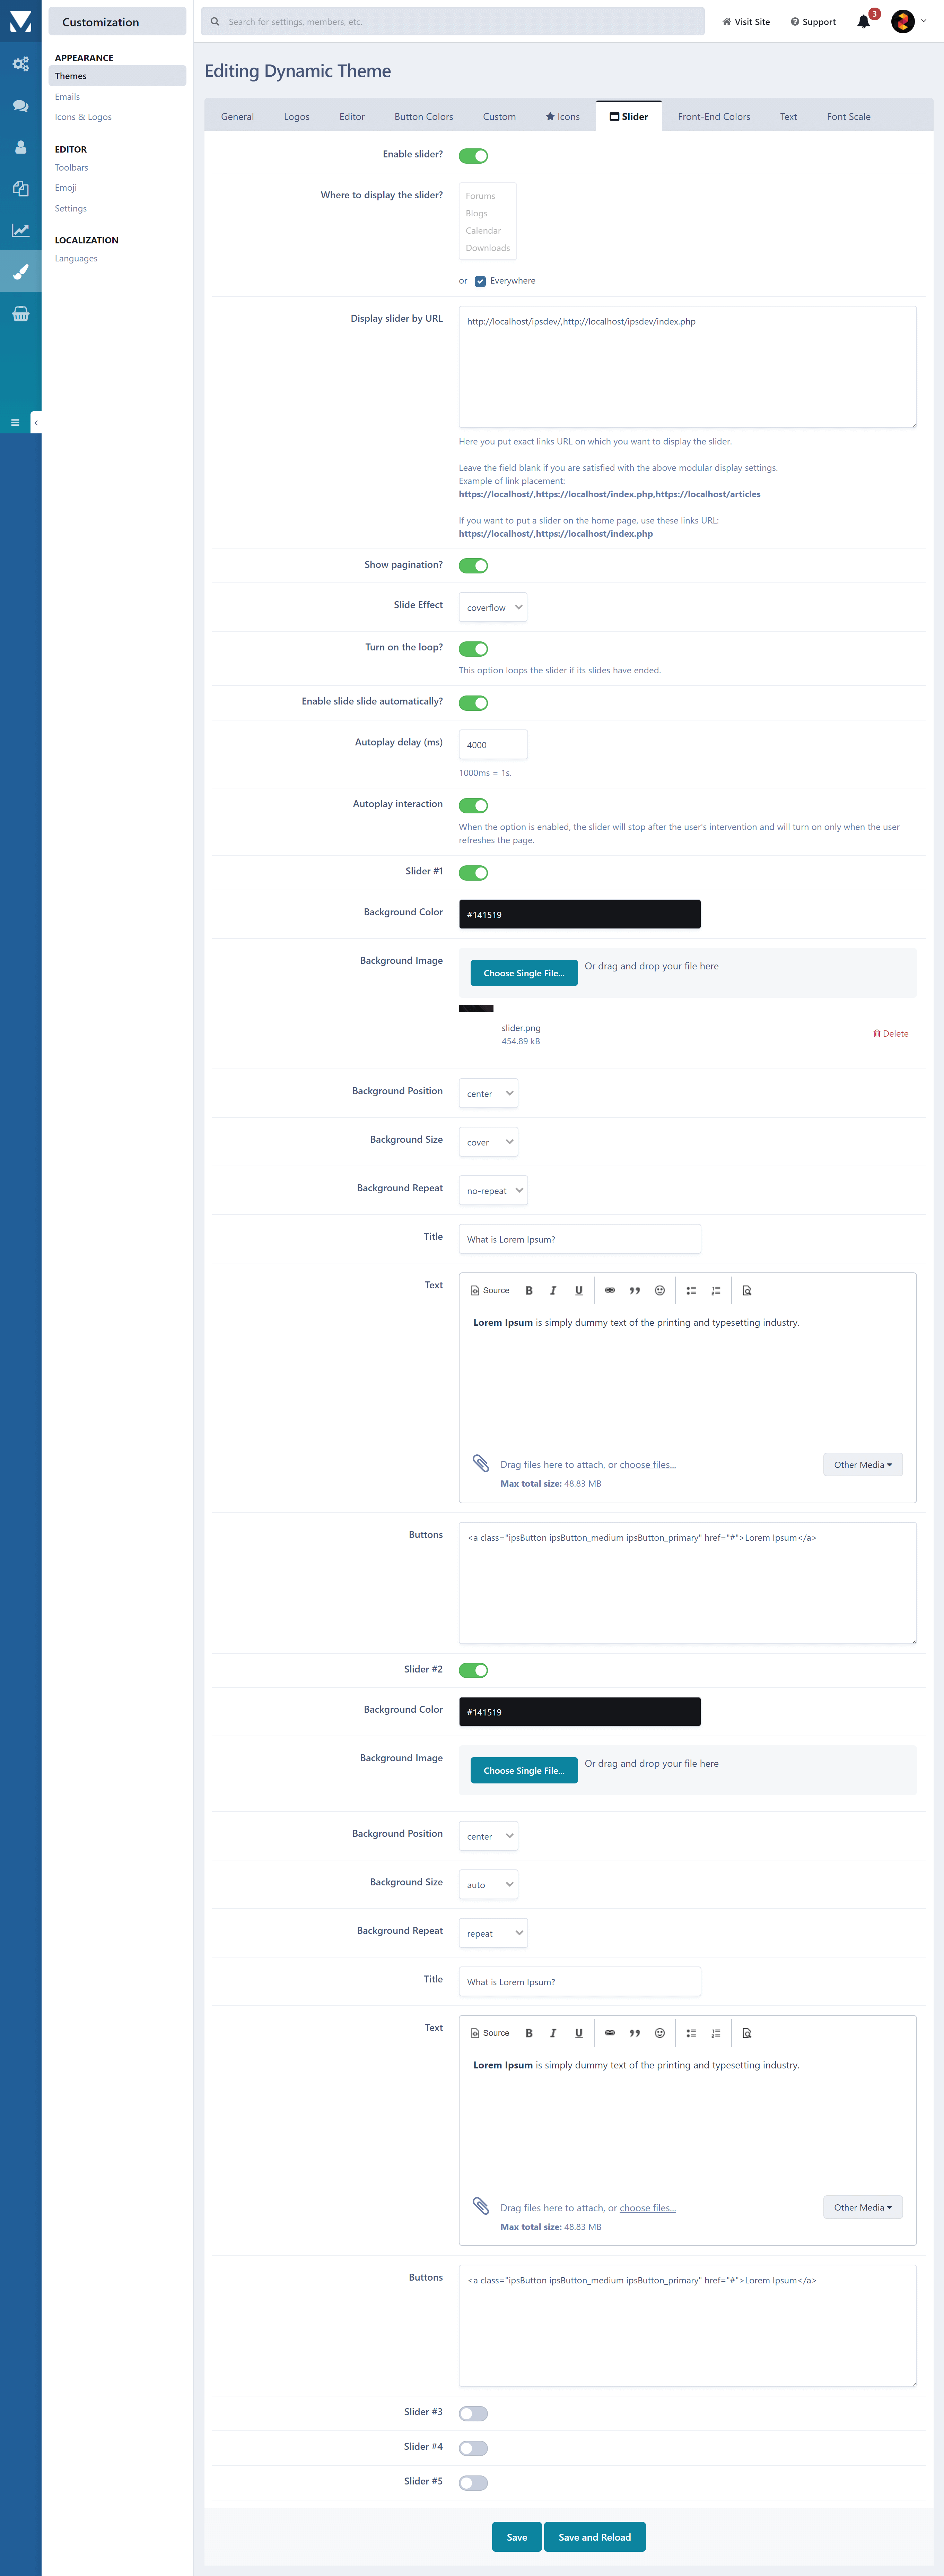 Customization
Search for settings, members, etc.
Visit Site
Support
3
APPEARANCE
Themes
Emails
Icons & Logos
EDITOR
Toolbars
Emoji
Settings
LOCALIZATION
Languages
Editing Dynamic Theme
General
Logos
Editor
Button Colors
Custom
Icons
Slider
Front-End Colors
Text
Font Scale
Enable slider?
Where to display the slider?
Forums
Blogs
Calendar
Downloads
or Everywhere
Display slider by URL
http://localhost/ipsdev/,http://localhost/ipsdev/index.php
Here you put exact links URL on which you want to display the slider.
Leave the field blank if you are satisfied with the above modular display settings.
Example of link placement:
https://localhost/,https://localhost/index.php,https://localhost/articles
If you want to put a slider on the home page, use these links URL:
https://localhost/,https://localhost/index.php
Show pagination?
Slide Effect
coverflow
Turn on the loop?
This option loops the slider if its slides have ended.
Enable slide slide automatically?
Autoplay delay (ms)
4000
1000ms = 1s.
Autoplay interaction
When the option is enabled, the slider will stop after the user's intervention and will turn on only when the user
refreshes the page.
Slider #1
Background Color
#141519
Background Image
Choose Single File...
Or drag and drop your file here
slider.png
454.89 kB
Delete
Background Position
center
Background Size
cover
Background Repeat
no-repeat
Title
What is Lorem Ipsum?
Text
Source B I U
Lorem Ipsum is simply dummy text of the printing and typesetting industry.
Drag files here to attach, or choose files...
Max total size: 48.83 MB
Other Media
Buttons
<a class="ipsButton ipsButton_medium ipsButton_primary" href="#">Lorem Ipsum</a>
Slider #2
Background Color
#141519
Background Image
Choose Single File...
Or drag and drop your file here
Background Position
center
Background Size
auto
Background Repeat
repeat
Title
What is Lorem Ipsum?
Text
Source B I U
Lorem Ipsum is simply dummy text of the printing and typesetting industry.
Drag files here to attach, or choose files...
Max total size: 48.83 MB
Other Media
Buttons
<a class="ipsButton ipsButton_medium ipsButton_primary" href="#">Lorem Ipsum</a>
Slider #3
Slider #4
Slider #5
Save
Save and Reload